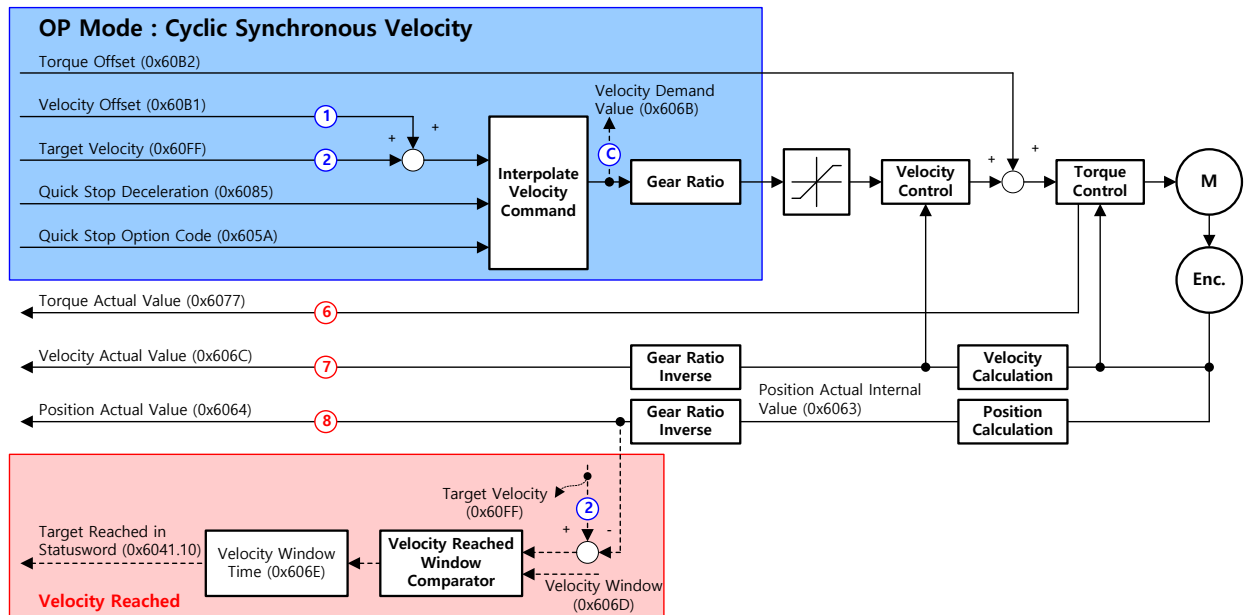 OP Mode : Cyclic Synchronous Velocity
Torque Offset (0x60B2)
Velocity Offset (0x60B1)
1
+
Target Velocity (0x60FF)
2
+
Quick Stop Deceleration (0x6085)
Quick Stop Option Code (0x605A)
Interpolate
Velocity
Command
Velocity Demand
Value (0x606B)
C
Gear Ratio
Velocity
Control
+
+
Torque
Control
M
Enc.
Torque Actual Value (0x6077)
6
Velocity Actual Value (0x606C)
7
Gear Ratio
Inverse
Velocity
Calculation
Position Actual Value (0x6064)
8
Gear Ratio
Inverse
Position Actual Internal
Value (0x6063)
Position
Calculation
Target Velocity
(0x60FF)
2
+
-
Target Reached in
Statusword (0x6041.10)
Velocity Window
Time (0x606E)
Velocity Reached
Window
Comparator
Velocity Window
(0x606D)
Velocity Reached